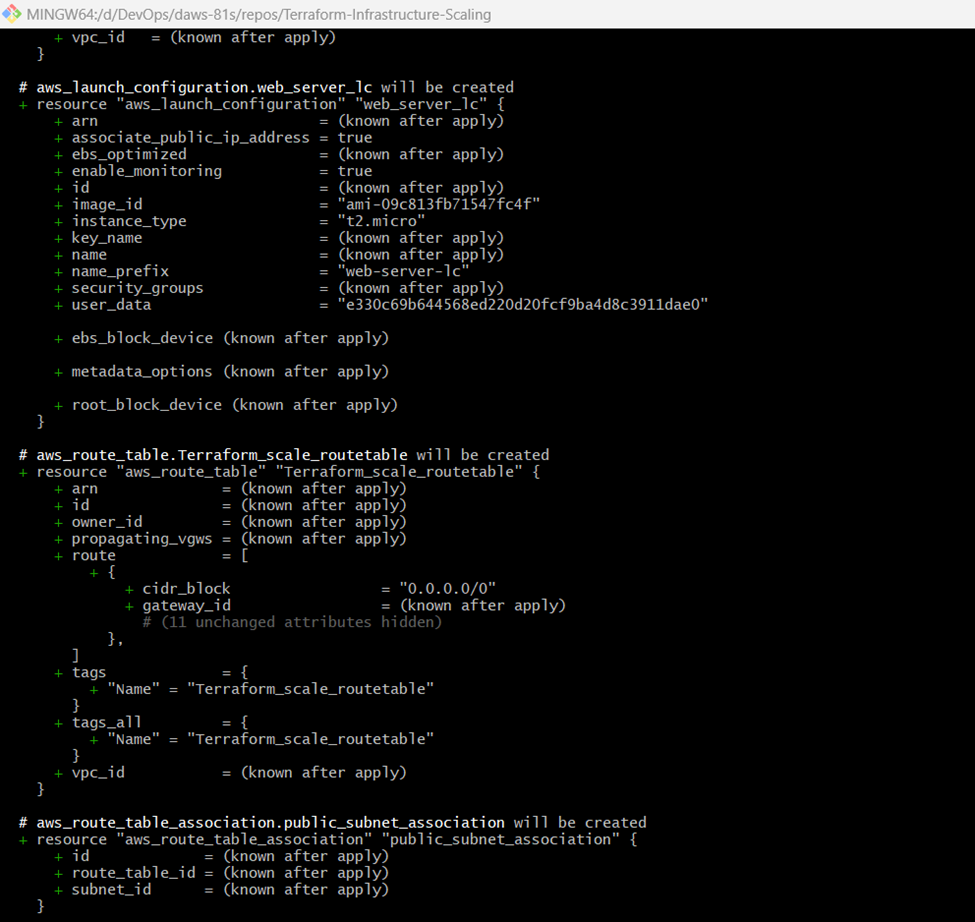 MINGW64:/d/DevOps/daws-81s/repos/Terraform-Infrastructure-Scaling
+ vpc_id   = (known after apply)
}
# aws_launch_configuration.web_server_lc will be created
+ resource "aws_launch_configuration" "web_server_lc" {
+ arn                         = (known after apply)
+ associate_public_ip_address = true
+ ebs_optimized               = (known after apply)
+ enable_monitoring           = true
+ id                          = (known after apply)
+ image_id                    = "ami-09c813fb71547fc4f"
+ instance_type               = "t2.micro"
+ key_name                    = (known after apply)
+ name                        = (known after apply)
+ name_prefix                 = "web-server-lc"
+ security_groups             = (known after apply)
+ user_data                   = "e330c69b644568ed220d20fcf9ba4d8c3911dae0"
+ ebs_block_device (known after apply)
+ metadata_options (known after apply)
+ root_block_device (known after apply)
}
# aws_route_table.Terraform_scale_routetable will be created
+ resource "aws_route_table" "Terraform_scale_routetable" {
+ arn              = (known after apply)
+ id               = (known after apply)
+ owner_id         = (known after apply)
+ propagating_vgws = (known after apply)
+ route            = [
+ {
+ cidr_block                 = "0.0.0.0/0"
+ gateway_id                 = (known after apply)
# (11 unchanged attributes hidden)
},
]
+ tags             = {
+ "Name" = "Terraform_scale_routetable"
}
+ tags_all         = {
+ "Name" = "Terraform_scale_routetable"
}
+ vpc_id           = (known after apply)
}
# aws_route_table_association.public_subnet_association will be created
+ resource "aws_route_table_association" "public_subnet_association" {
+ id             = (known after apply)
+ route_table_id = (known after apply)
+ subnet_id      = (known after apply)
}